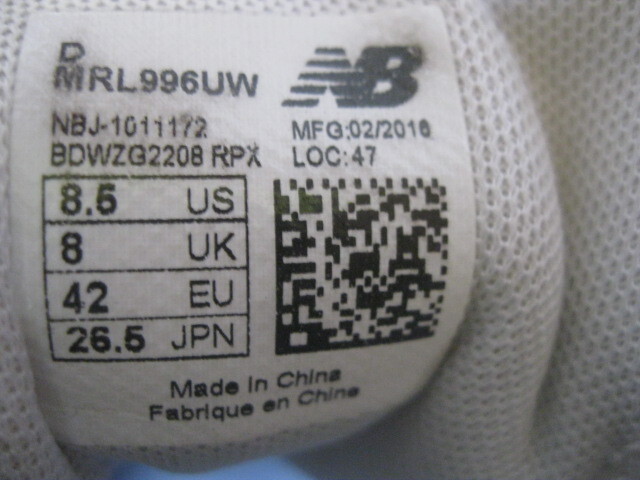 D
MRL996UW
NB
NBJ-1011172
MFG:02/2016
BDWZG2208 RPX
LOC:47
8.5 US
8 UK
42 EU
26.5 JPN
Made in China
Fabrique en Chine